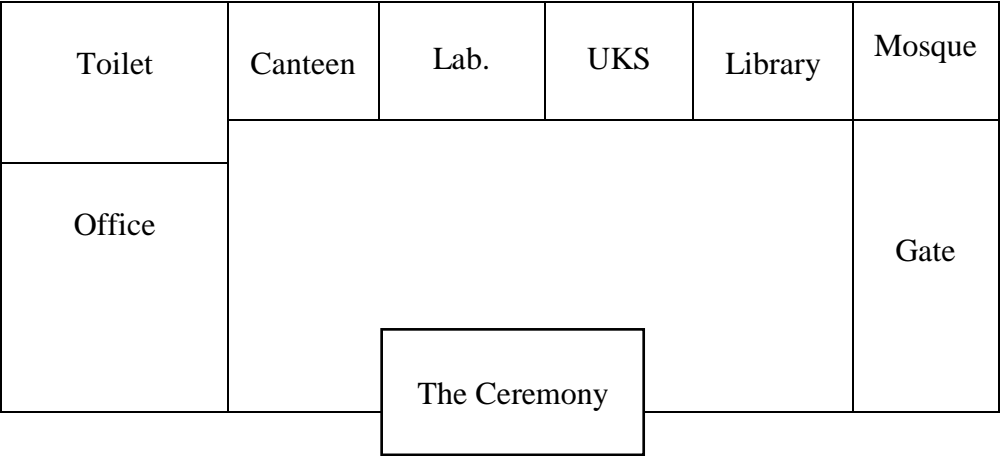 Toilet
Canteen
Lab.
UKS
Library
Mosque
Office
Gate
The Ceremony